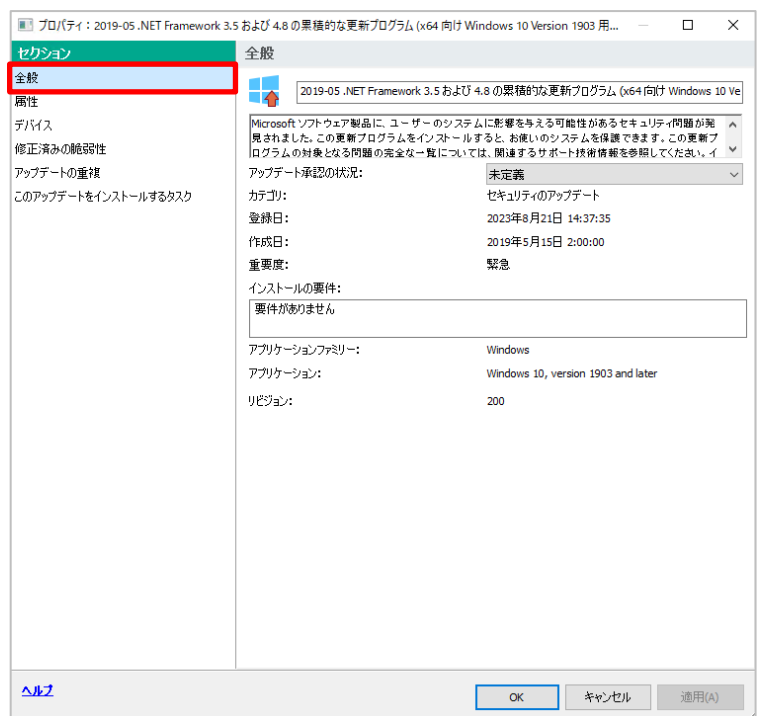 プロパティ：2019-05 .NET Framework 3.5 および 4.8 の累積的な更新プログラム (x64 向け Windows 10 Version 1903 用...
セクション
全般
属性
デバイス
修正済みの脆弱性
アップデートの重複
このアップデートをインストールするタスク
全般
2019-05 .NET Framework 3.5 および 4.8 の累積的な更新プログラム (x64 向け Windows 10 Ve
Microsoft ソフトウェア製品に、ユーザーのシステムに影響を与える可能性があるセキュリティ問題が発
見されました。この更新プログラムをインストールすると、お使いのシステムを保護できます。この更新プ
ログラムの対象となる問題の完全な一覧については、関連するサポート技術情報を参照してください。イ
アップデート承認の状況： 未定義
カテゴリ： セキュリティのアップデート
登録日： 2023年8月21日 14:37:35
作成日： 2019年5月15日 2:00:00
重要度： 緊急
インストールの要件：
要件がありません
アプリケーションファミリー： Windows
アプリケーション： Windows 10, version 1903 and later
リビジョン： 200
ヘルプ
OK キャンセル 適用(A)